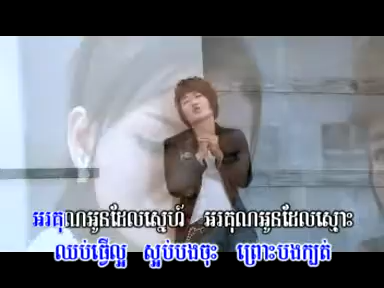 អរគុណអូនដែលស្នេហ៍ អរគុណអូនដែលស្មោះ
ឈប់ធ្វើល្អ ស្អប់បងចុះ ព្រោះបងក្បត់